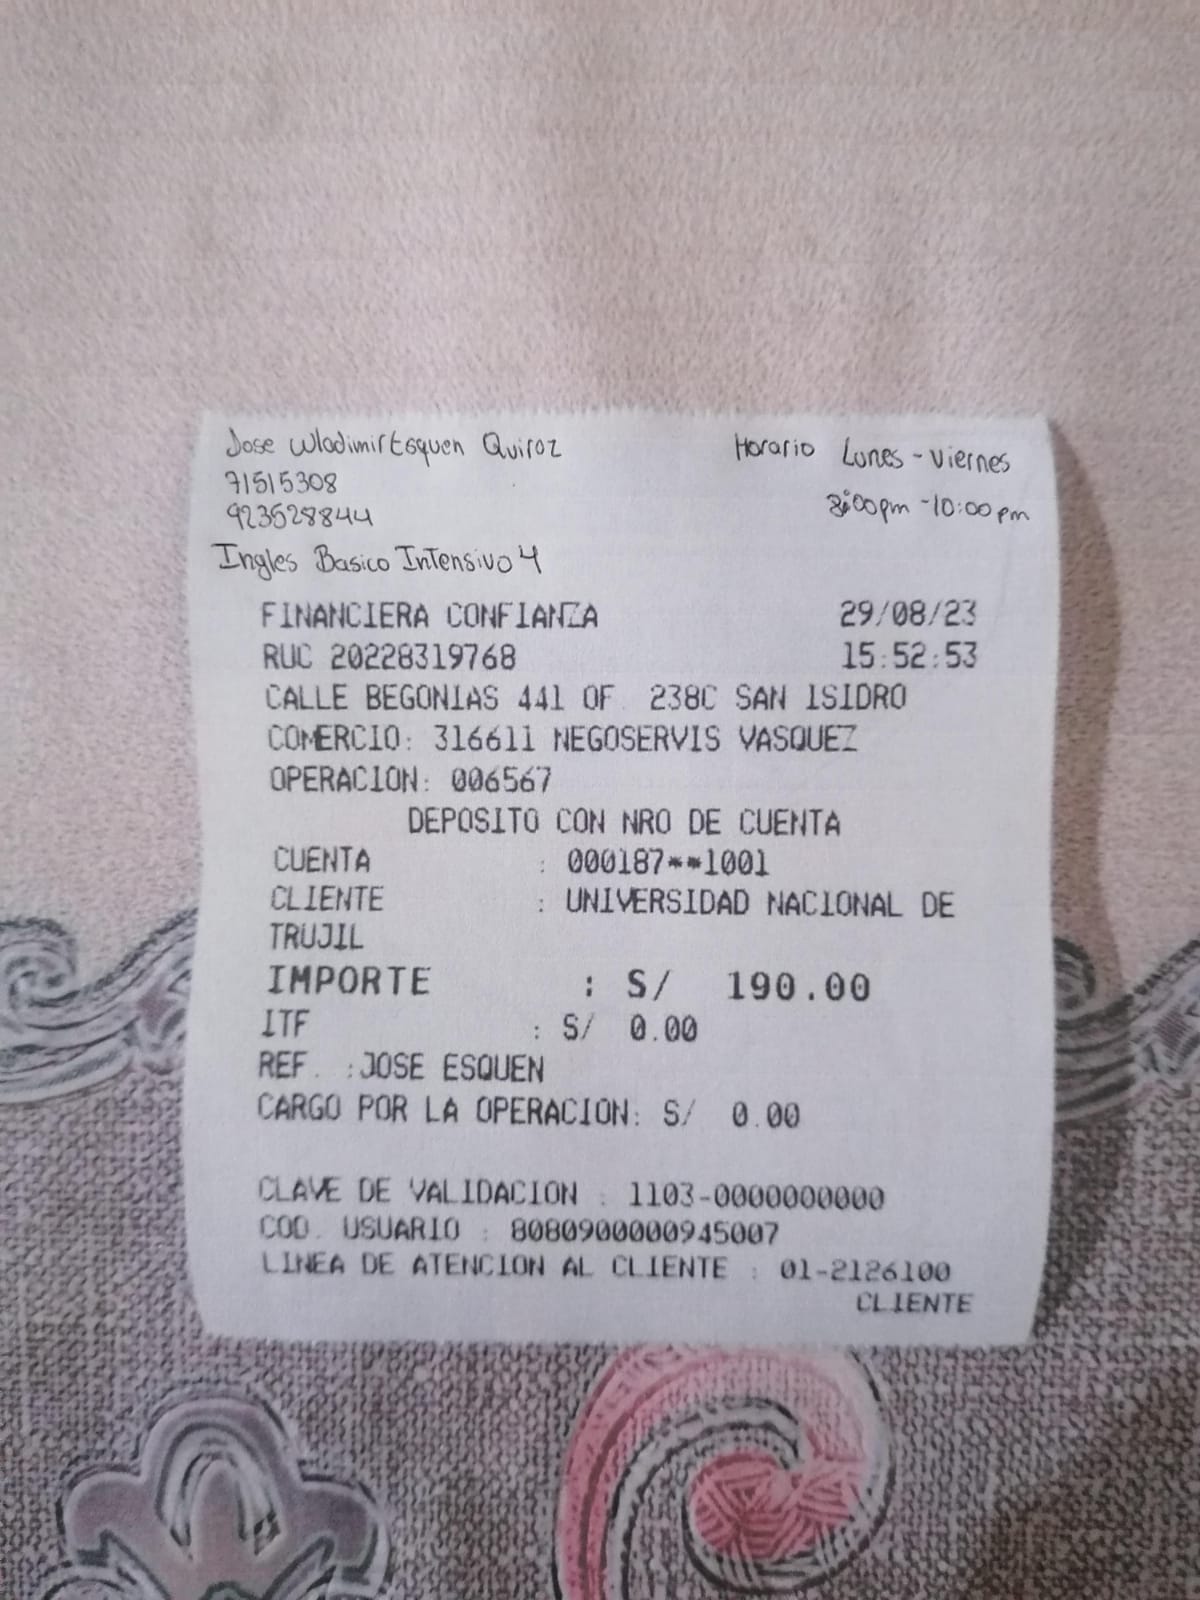 Jose Wladimir Esquen Quiroz
71515308
923528844
Horario Lunes - Viernes
8:00pm - 10:00pm
Ingles Basico Intensivo 4
FINANCIERA CONFIANZA 29/08/23
RUC 20228319768 15:52:53
CALLE BEGONIAS 441 OF. 238C SAN ISIDRO
COMERCIO: 316611 NEGOSERVIS VASQUEZ
OPERACION: 006567
DEPOSITO CON NRO DE CUENTA
CUENTA : 000187**1001
CLIENTE : UNIVERSIDAD NACIONAL DE
TRUJIL
IMPORTE : S/ 190.00
ITF : S/ 0.00
REF. :JOSE ESQUEN
CARGO POR LA OPERACION: S/ 0.00
CLAVE DE VALIDACION : 1103-0000000000
COD. USUARIO : 8080900000945007
LINEA DE ATENCION AL CLIENTE : 01-2126100
CLIENTE